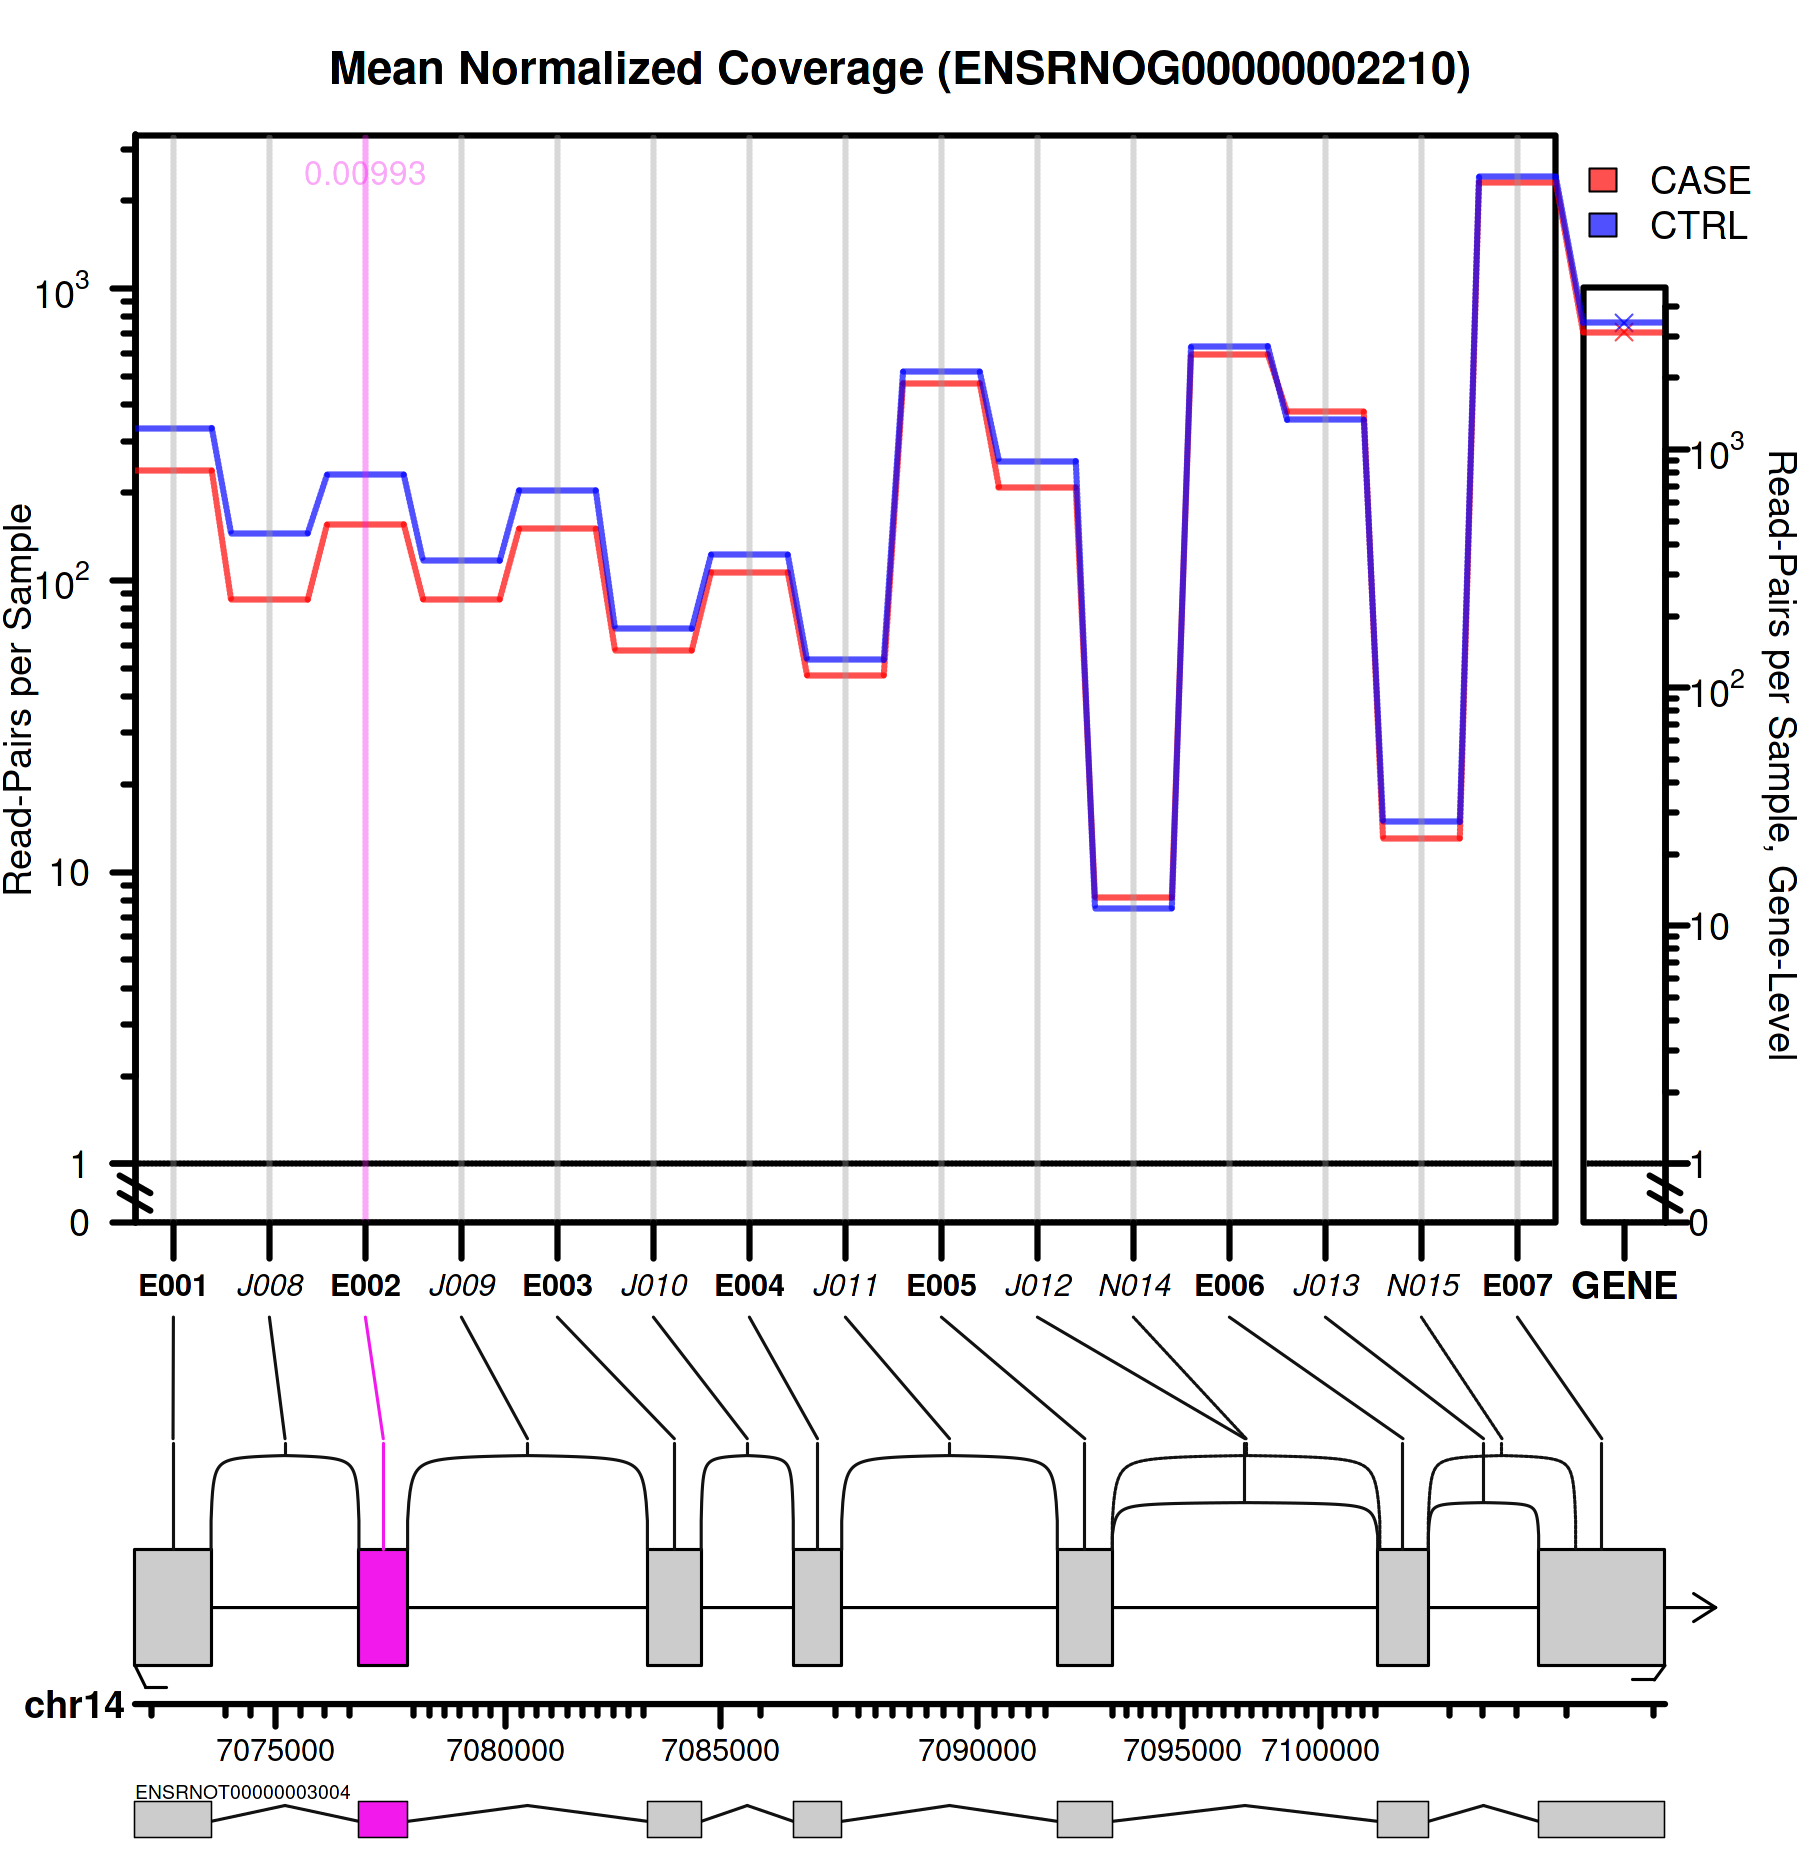 Mean Normalized Coverage (ENSRNOG00000002210)
0.00993
CASE
CTRL
Read-Pairs per Sample
10³
10²
10
1
0
10³
10²
10
1
0
Read-Pairs per Sample, Gene-Level
E001 J008 E002 J009 E003 J010 E004 J011 E005 J012 N014 E006 J013 N015 E007 GENE
chr14
7075000 7080000 7085000 7090000 7095000 7100000
ENSRNOT00000003004